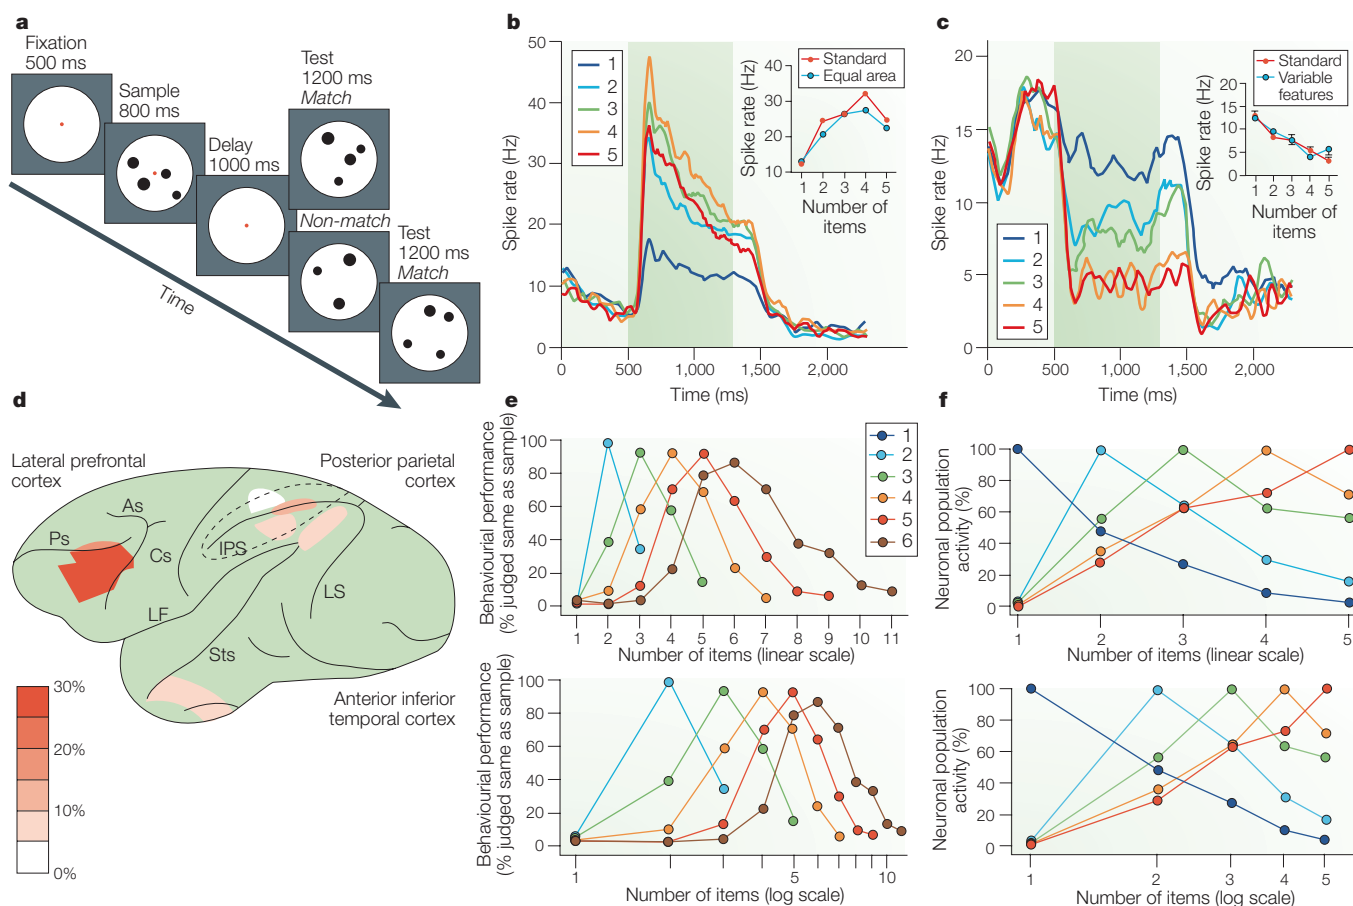 a
Fixation
500 ms
Sample
800 ms
Delay
1000 ms
Test
1200 ms
Match
Non-match
Test
1200 ms
Match
Time
b
50
40
30
20
10
0
Spike rate (Hz)
0
500
1,000
1,500
2,000
Time (ms)
1
2
3
4
5
Standard
Equal area
40
30
20
10
Spike rate (Hz)
1 2 3 4 5
Number of
items
c
20
15
10
5
0
Spike rate (Hz)
0
500
1,000
1,500
2,000
Time (ms)
1
2
3
4
5
Standard
Variable
features
20
15
10
5
0
Spike rate (Hz)
1 2 3 4 5
Number of
items
d
Lateral prefrontal
cortex
Posterior parietal
cortex
As
Ps
Cs
IPS
LF
LS
Sts
Anterior inferior
temporal cortex
30%
20%
10%
0%
e
Behavioural performance
(% judged same as sample)
100
80
60
40
20
0
1 2 3 4 5 6 7 8 9 10 11
Number of items (linear scale)
1
2
3
4
5
6
Behavioural performance
(% judged same as sample)
100
80
60
40
20
0
1
5
10
Number of items (log scale)
f
Neuronal population
activity (%)
100
80
60
40
20
0
1 2 3 4 5
Number of items (linear scale)
Neuronal population
activity (%)
100
80
60
40
20
0
1 2 3 4 5
Number of items (log scale)